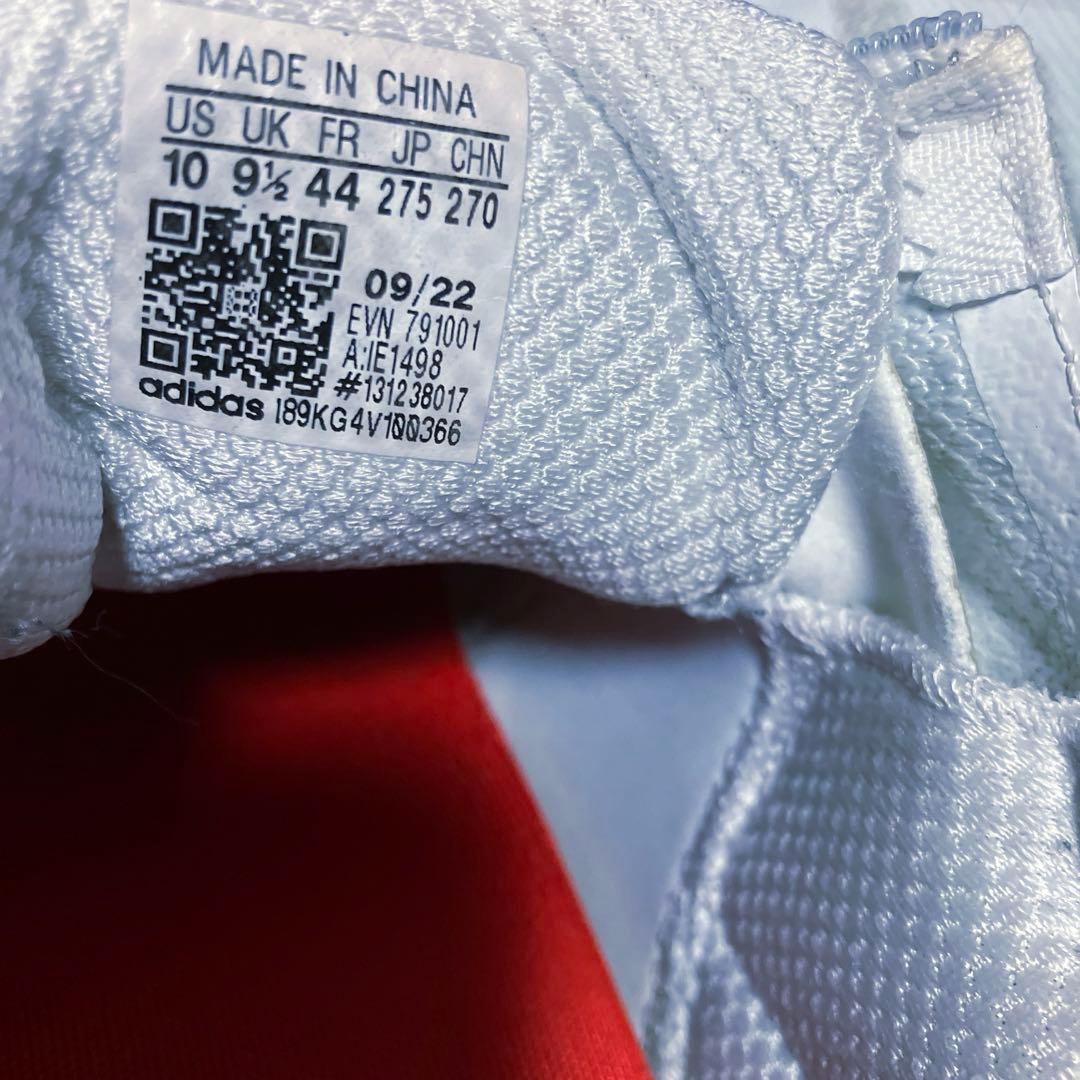 MADE IN CHINA
US UK FR JP CHN
10 9½ 44 275 270
09/22
EVN 791001
A:IE1498
#131238017
adidas I89KG4V100366